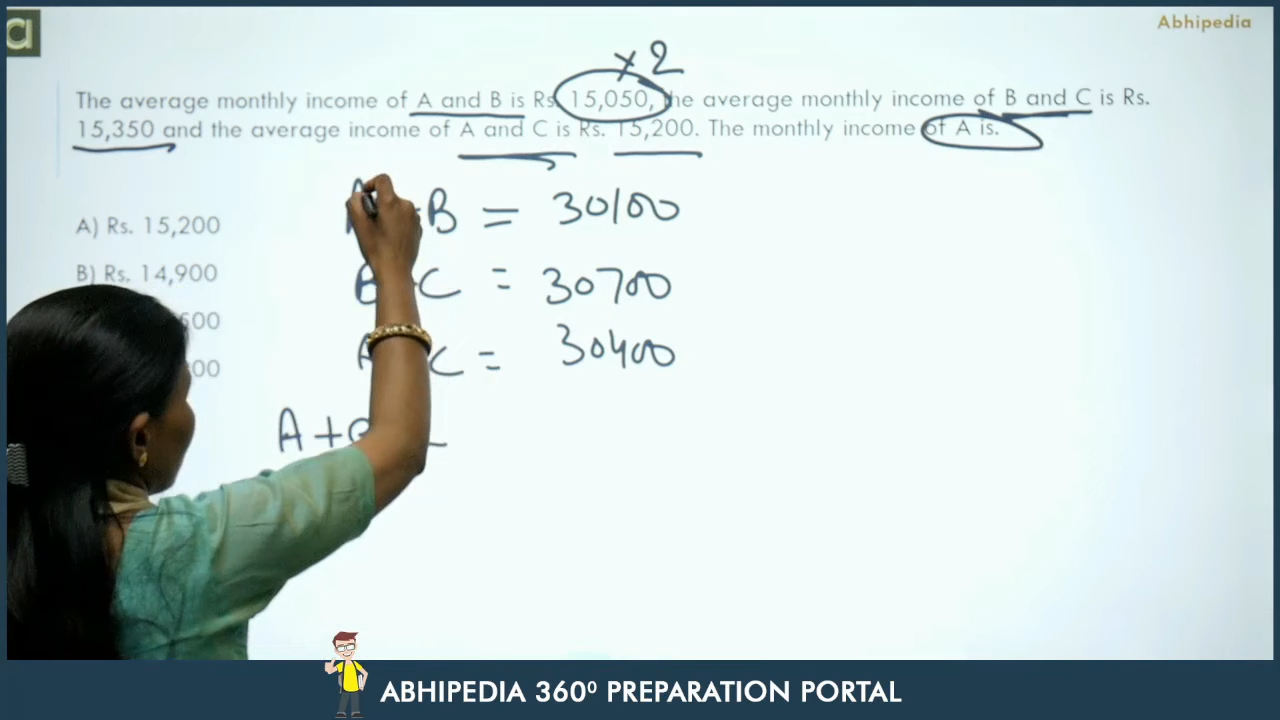 Abhipedia
×2
The average monthly income of A and B is Rs. 15,050, the average monthly income of B and C is Rs.
15,350 and the average income of A and C is Rs. 15,200. The monthly income of A is.
A) Rs. 15,200
B) Rs. 14,900
A+B = 30100
B+C = 30700
A C = 30400
A+
ABHIPEDIA 360⁰ PREPARATION PORTAL